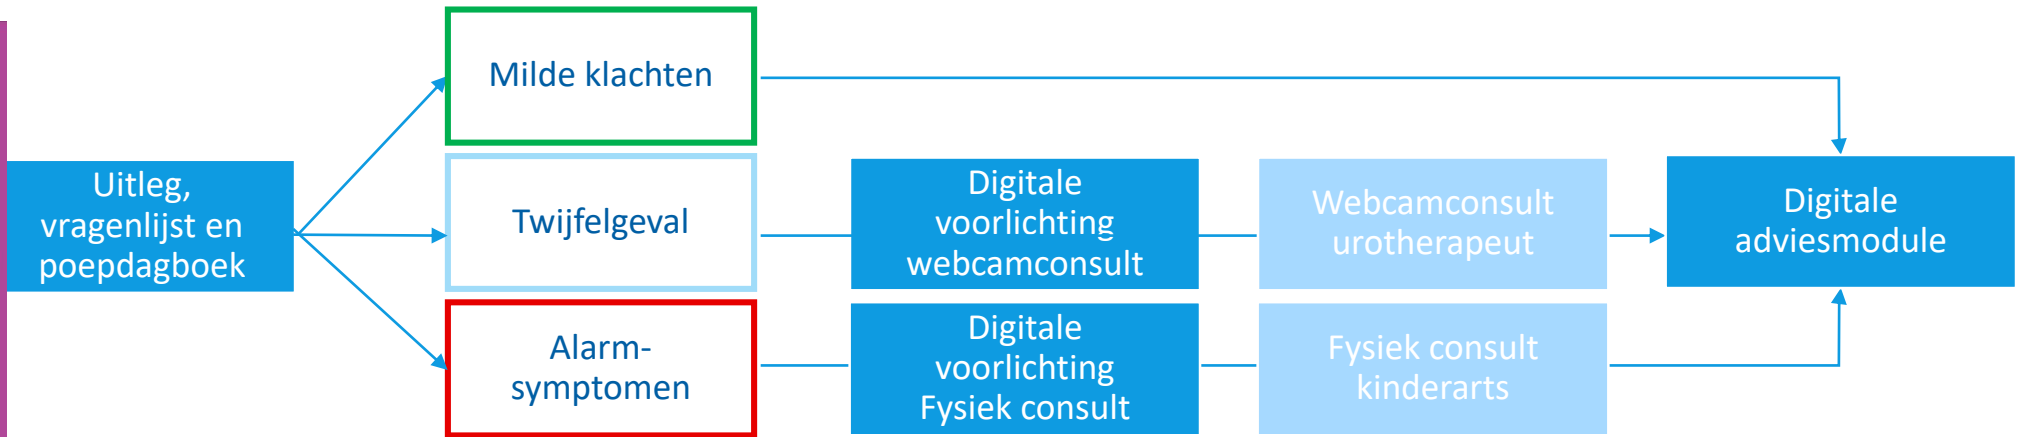 Uitleg,
vragenlijst en
poepdagboek
Milde klachten
Twijfelgeval
Digitale
voorlichting
webcamconsult
Webcamconsult
urotherapeut
Alarm-
symptomen
Digitale
voorlichting
Fysiek consult
Fysiek consult
kinderarts
Digitale
adviesmodule